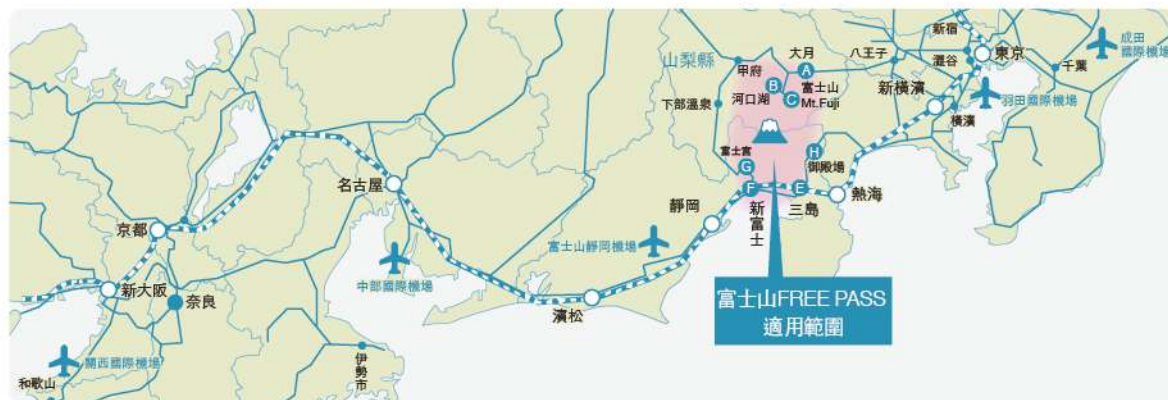 新宿
東京
成田
國際機場
山梨縣
大月
八王子
澀谷
千葉
甲府
A
B
富士山
Mt.Fuji
河口湖
C
新橫濱
羽田國際機場
下部溫泉
橫濱
富士宮
H
御殿場
G
名古屋
F
E
熱海
靜岡
新富士
三島
京都
富士山靜岡機場
中部國際機場
新大阪
奈良
富士山FREE PASS
適用範圍
濱松
關西國際機場
伊勢市
和歌山